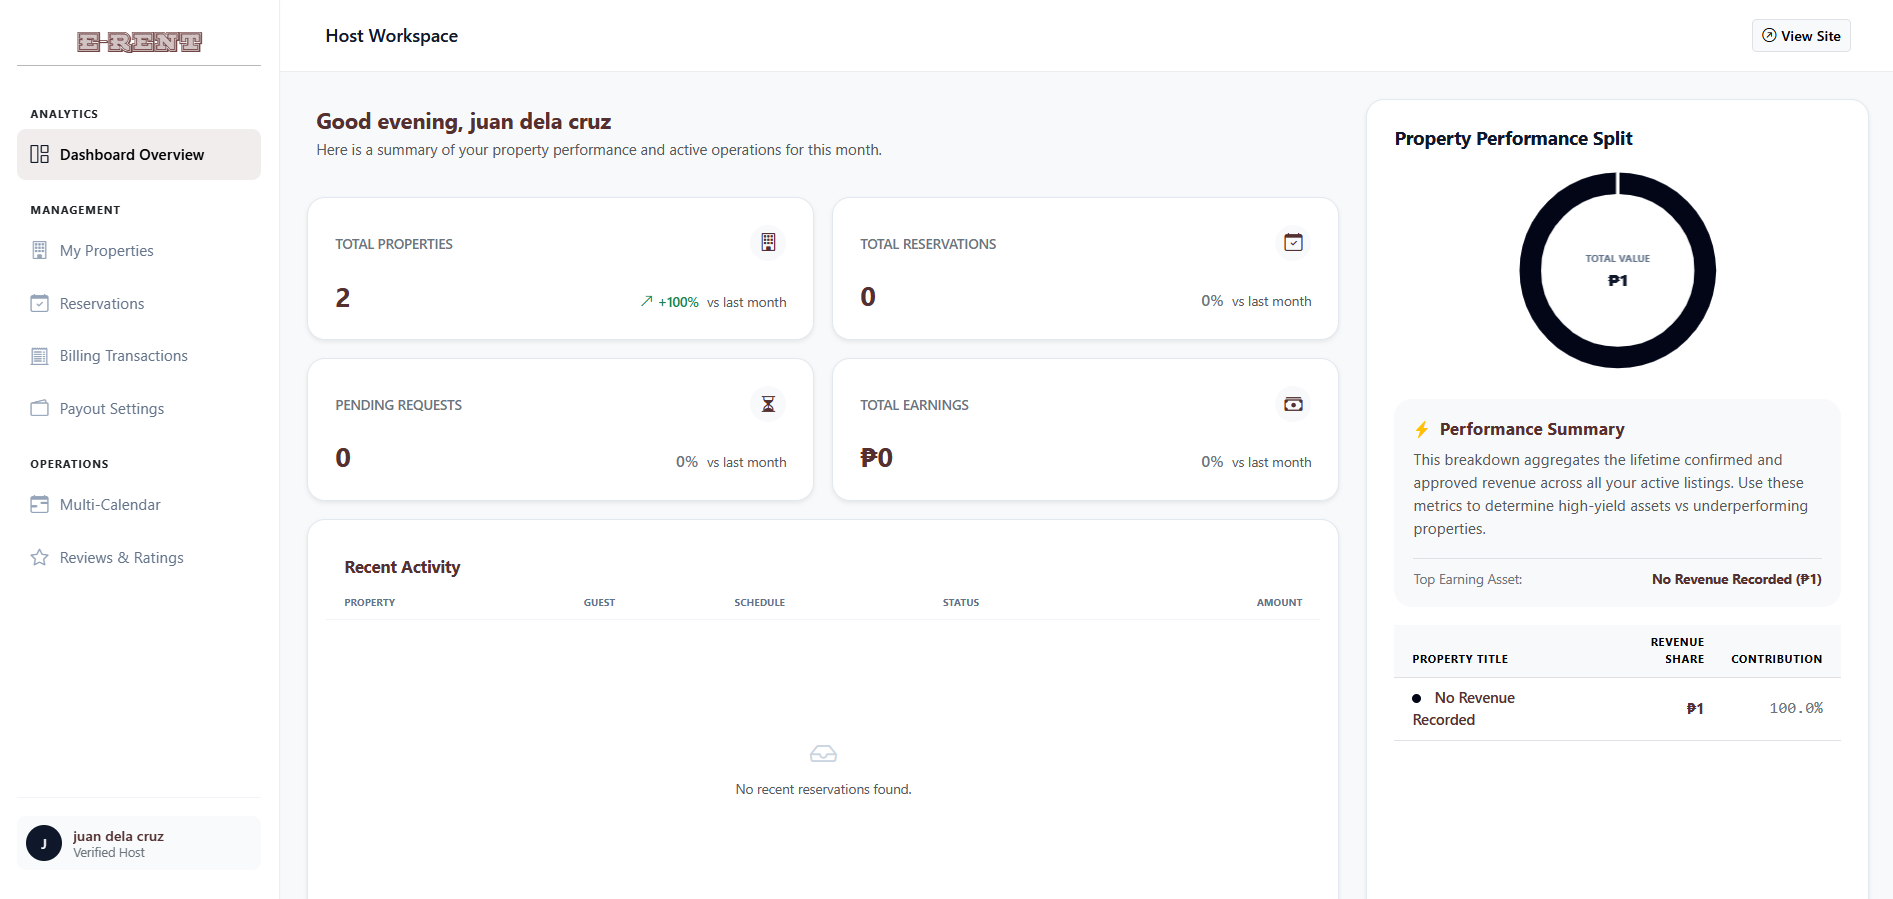 E-RENT
ANALYTICS
Dashboard Overview
MANAGEMENT
My Properties
Reservations
Billing Transactions
Payout Settings
OPERATIONS
Multi-Calendar
Reviews & Ratings
J
juan dela cruz
Verified Host
Host Workspace
View Site
Good evening, juan dela cruz
Here is a summary of your property performance and active operations for this month.
TOTAL PROPERTIES
2
+100% vs last month
TOTAL RESERVATIONS
0
0% vs last month
PENDING REQUESTS
0
0% vs last month
TOTAL EARNINGS
₱0
0% vs last month
Recent Activity
PROPERTY GUEST SCHEDULE STATUS AMOUNT
No recent reservations found.
Property Performance Split
TOTAL VALUE
₱1
Performance Summary
This breakdown aggregates the lifetime confirmed and
approved revenue across all your active listings. Use these
metrics to determine high-yield assets vs underperforming
properties.
Top Earning Asset: No Revenue Recorded (₱1)
PROPERTY TITLE REVENUE SHARE CONTRIBUTION
No Revenue Recorded ₱1 100.0%